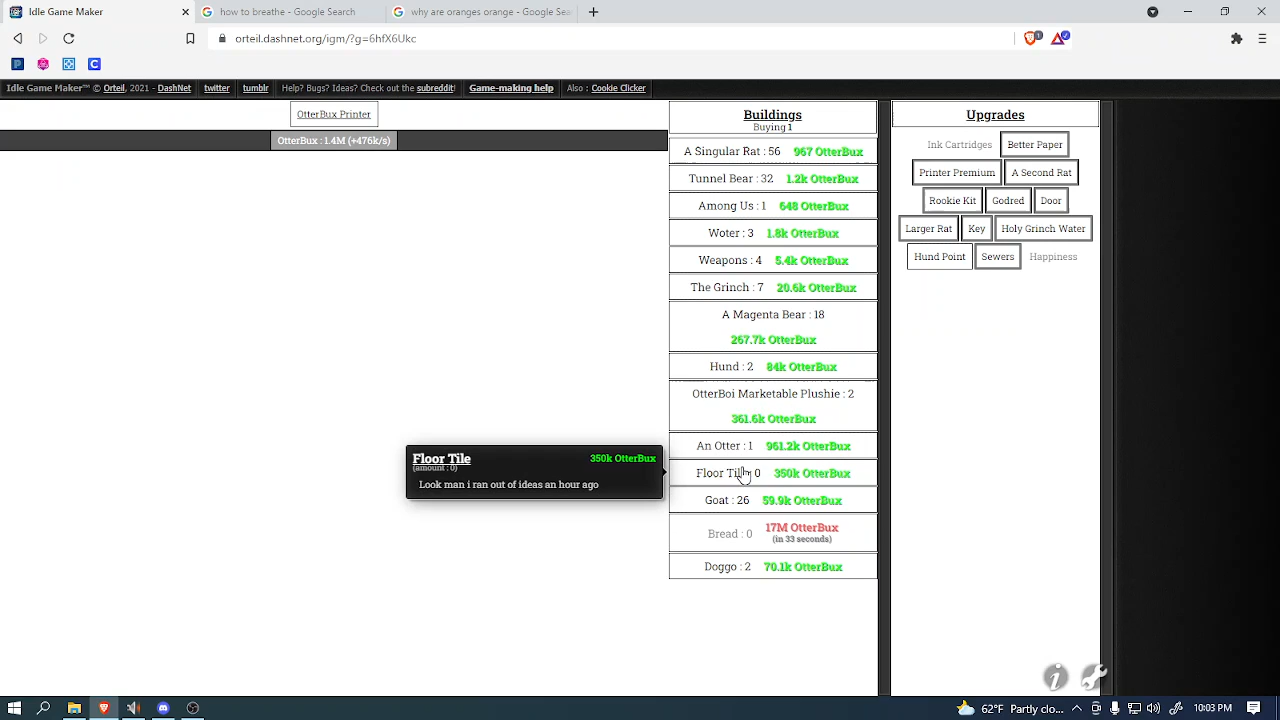 Idle Game Maker
how to breathe - Google Search
why are oranges orange - Google Sea
orteil.dashnet.org/igm/?g=6hfX6Ukc
Idle Game Maker™ © Orteil, 2021 - DashNet
twitter
tumblr
Help? Bugs? Ideas? Check out the subreddit!
Game-making help
Also : Cookie Clicker
OtterBux Printer
OtterBux : 1.4M (+476k/s)
Buildings
Buying 1
A Singular Rat : 56 967 OtterBux
Tunnel Bear : 32 1.2k OtterBux
Among Us : 1 648 OtterBux
Woter : 3 1.8k OtterBux
Weapons : 4 5.4k OtterBux
The Grinch : 7 20.6k OtterBux
A Magenta Bear : 18
267.7k OtterBux
Hund : 2 84k OtterBux
OtterBoi Marketable Plushie : 2
361.6k OtterBux
An Otter : 1 961.2k OtterBux
Floor Tile : 0 350k OtterBux
Goat : 26 59.9k OtterBux
Bread : 0 17M OtterBux
(in 33 seconds)
Doggo : 2 70.1k OtterBux
Floor Tile 350k OtterBux
(amount : 0)
Look man i ran out of ideas an hour ago
Upgrades
Ink Cartridges Better Paper
Printer Premium A Second Rat
Rookie Kit Godred Door
Larger Rat Key Holy Grinch Water
Hund Point Sewers Happiness
62°F Partly clo... 10:03 PM